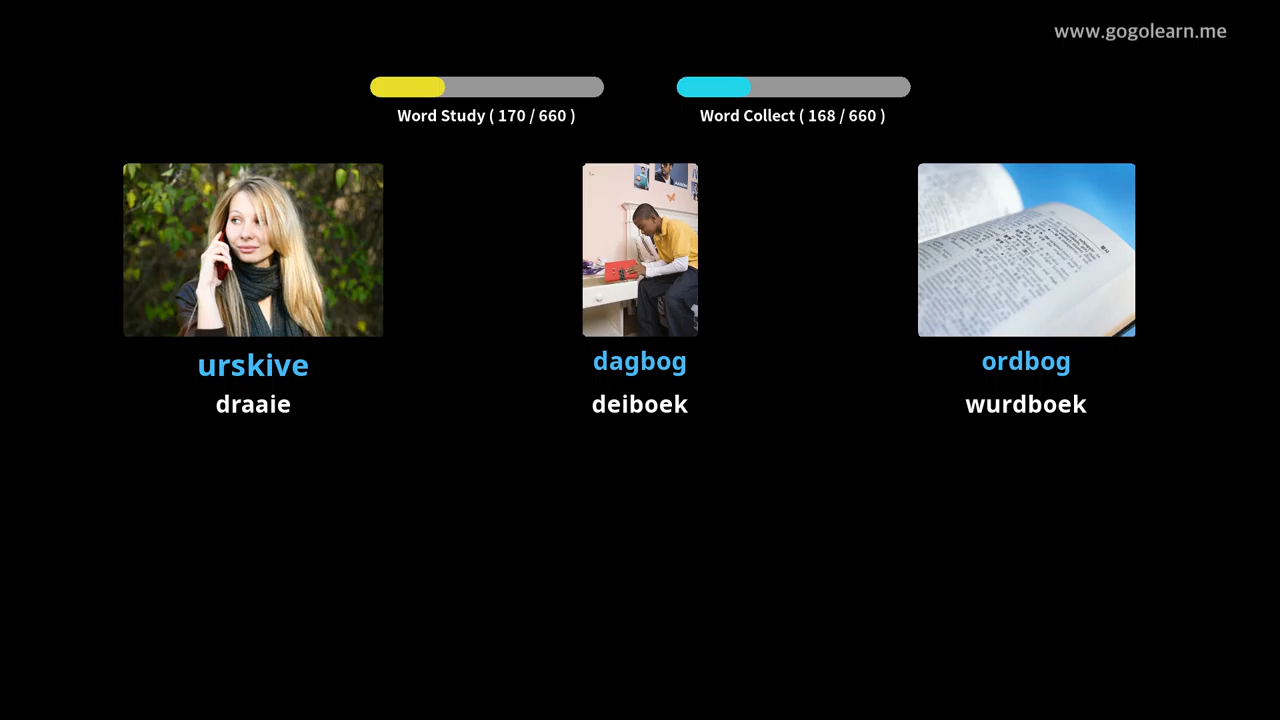 www.gogolearn.me
Word Study ( 170 / 660 )
Word Collect ( 168 / 660 )
urskive
dagbog
ordbog
draaie
deiboek
wurdboek